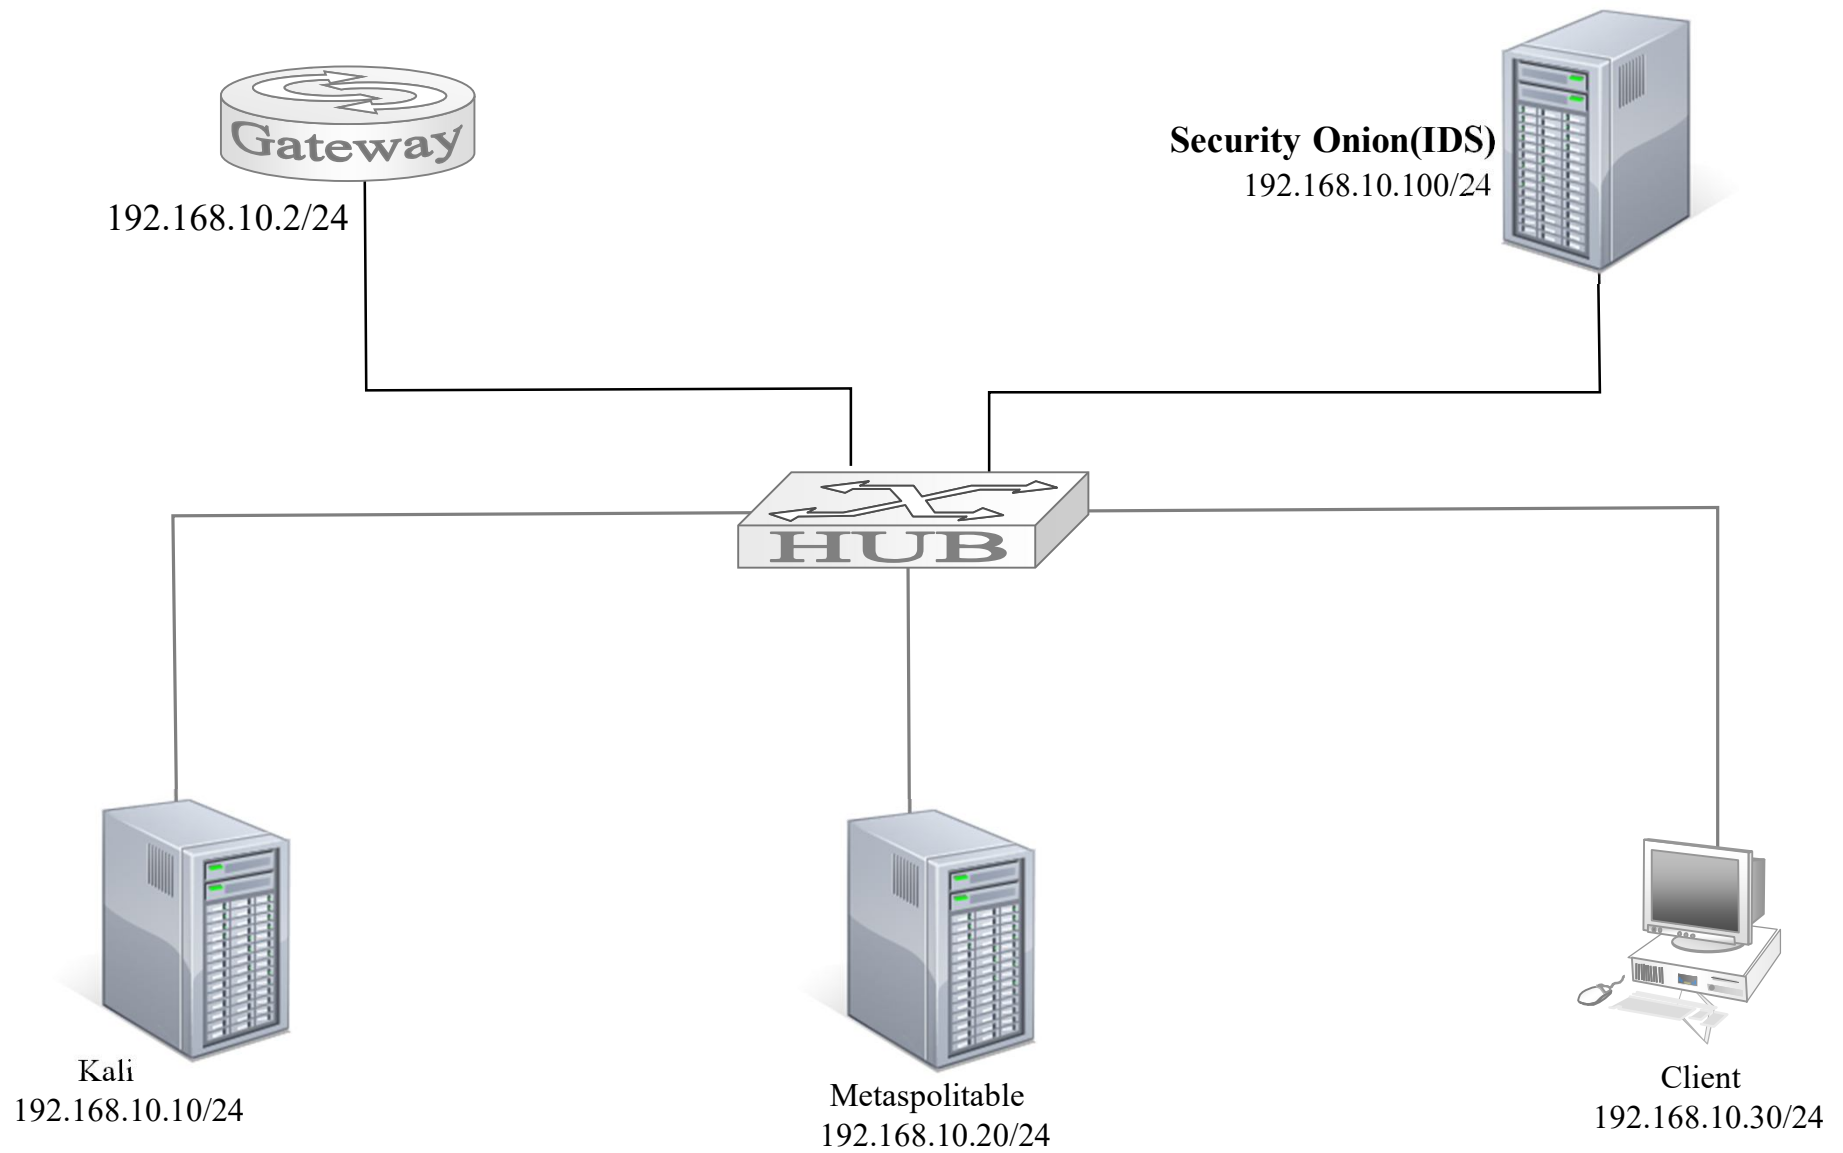 Gateway
192.168.10.2/24
Security Onion(IDS)
192.168.10.100/24
HUB
Kali
192.168.10.10/24
Metaspolitable
192.168.10.20/24
Client
192.168.10.30/24